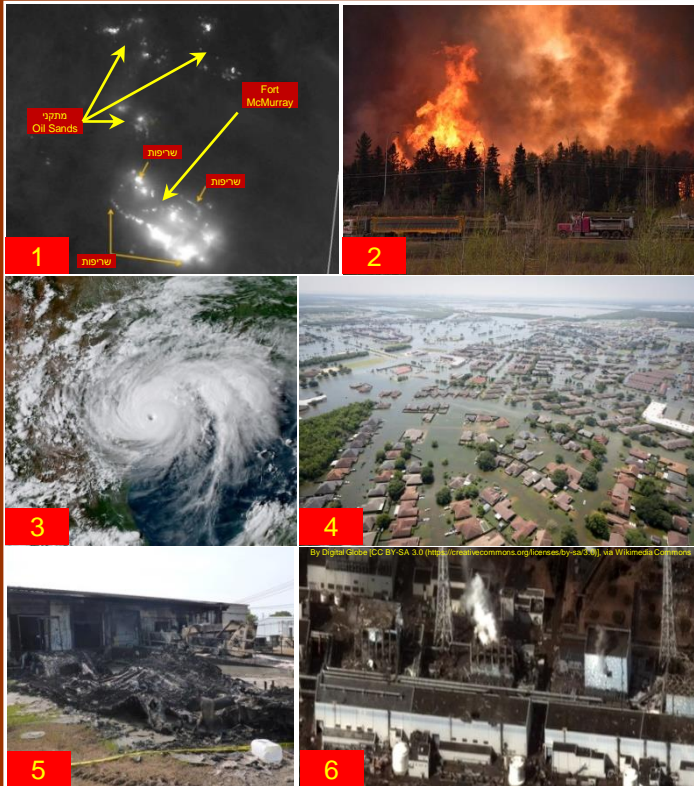 Fort
McMurray
מתקני
Oil Sands
שריפות
שריפות
שריפות
1
2
3
4
By Digital Globe [CC BY-SA 3.0 (https://creativecommons.org/licenses/by-sa/3.0)], via Wikimedia Commons
5
6